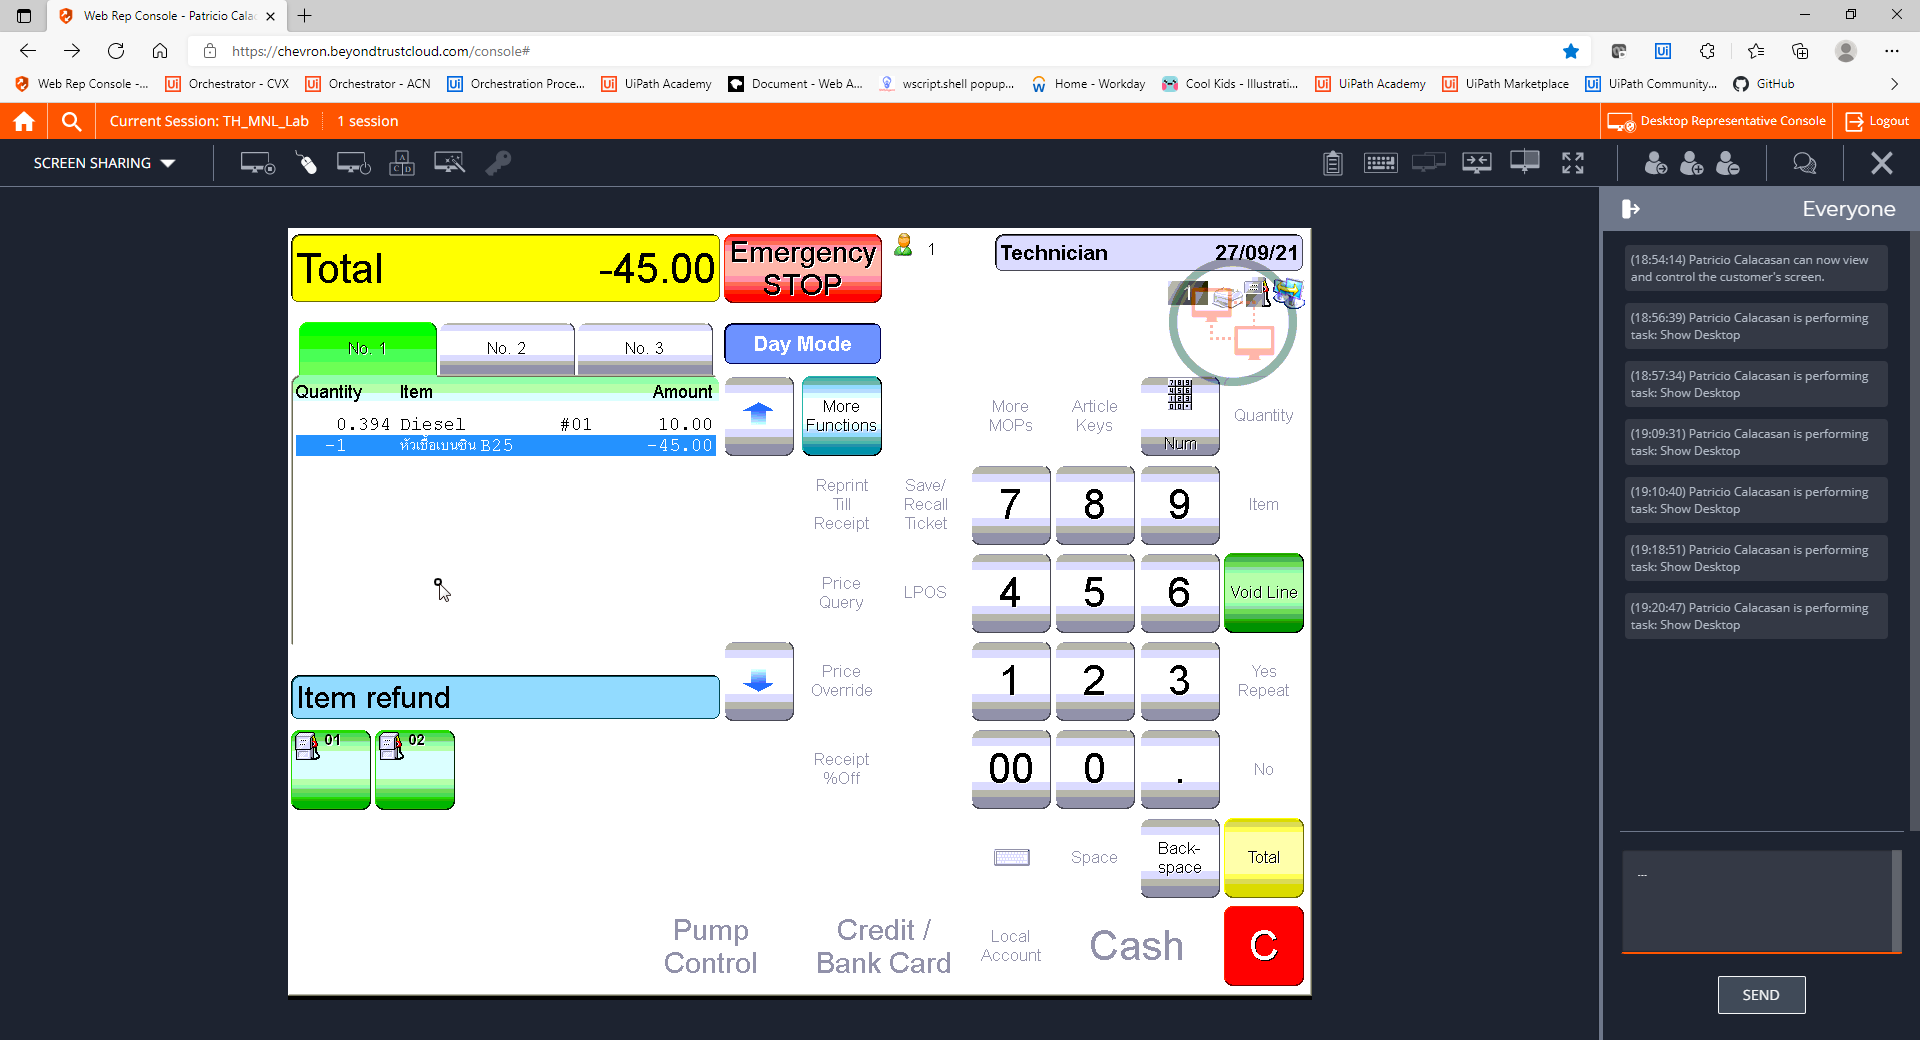 Web Rep Console - Patricio Cala
https://chevron.beyondtrustcloud.com/console#
Web Rep Console -...
Orchestrator - CVX
Orchestrator - ACN
Orchestration Proce...
UiPath Academy
Document - Web A...
wscript.shell popup...
Home - Workday
Cool Kids - Illustrati...
UiPath Academy
UiPath Marketplace
UiPath Community...
GitHub
Current Session: TH_MNL_Lab
1 session
Desktop Representative Console
Logout
SCREEN SHARING
Everyone
(18:54:14) Patricio Calacasan can now view
and control the customer's screen.
(18:56:39) Patricio Calacasan is performing
task: Show Desktop
(18:57:34) Patricio Calacasan is performing
task: Show Desktop
(19:09:31) Patricio Calacasan is performing
task: Show Desktop
(19:10:40) Patricio Calacasan is performing
task: Show Desktop
(19:18:51) Patricio Calacasan is performing
task: Show Desktop
(19:20:47) Patricio Calacasan is performing
task: Show Desktop
---
SEND
Total -45.00
Emergency
STOP
1
Technician 27/09/21
1
No. 1
No. 2
No. 3
Day Mode
Quantity Item Amount
0.394 Diesel #01 10.00
-1 หัวเชื้อเบนซิน B25 -45.00
More
Functions
More
MOPs
Article
Keys
Num
Quantity
Reprint
Till
Receipt
Save/
Recall
Ticket
7
8
9
Item
Price
Query
LPOS
4
5
6
Void Line
Item refund
Price
Override
1
2
3
Yes
Repeat
01
02
Receipt
%Off
00
0
.
No
Space
Back-
space
Total
Pump
Control
Credit /
Bank Card
Local
Account
Cash
C